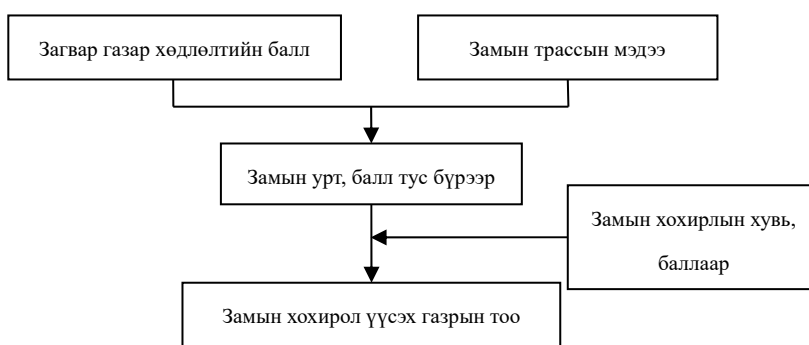 Загвар газар хөдлөлтийн балл
Замын трассын мэдээ
Замын урт, балл тус бүрээр
Замын хохирлын хувь,
баллаар
Замын хохирол үүсэх газрын тоо